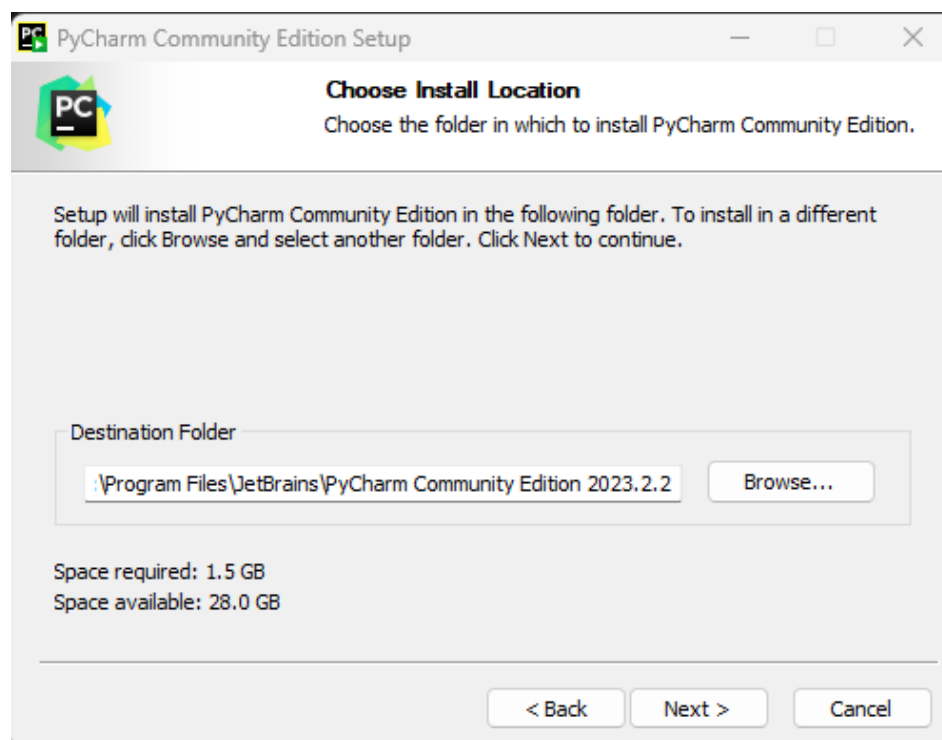 PC PyCharm Community Edition Setup
PC
Choose Install Location
Choose the folder in which to install PyCharm Community Edition.
Setup will install PyCharm Community Edition in the following folder. To install in a different
folder, click Browse and select another folder. Click Next to continue.
Destination Folder
:\Program Files\JetBrains\PyCharm Community Edition 2023.2.2
Browse...
Space required: 1.5 GB
Space available: 28.0 GB
< Back
Next >
Cancel